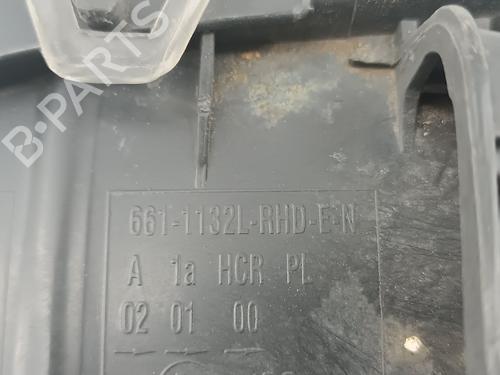 B-PARTS
661-1132L-RHD-E-N
A 1a HCR PL
02 01 00